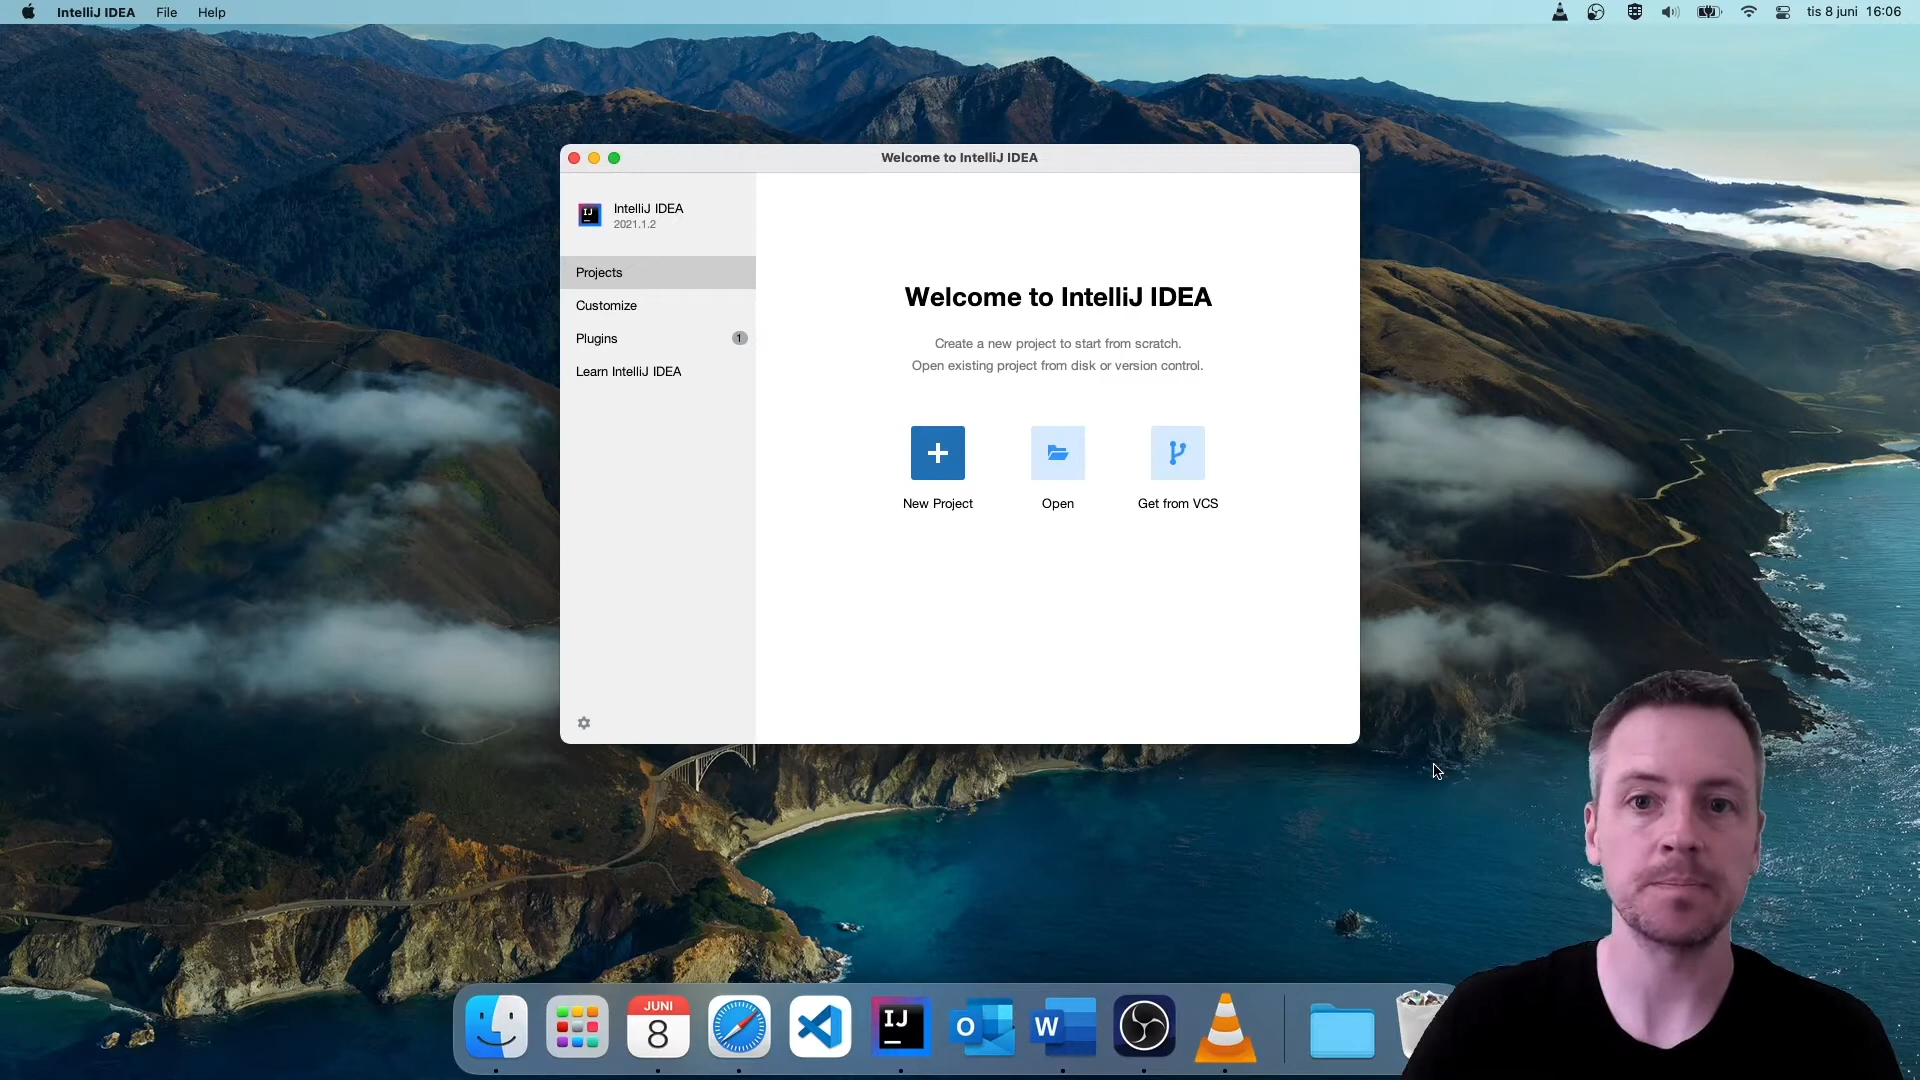 IntelliJ IDEA File Help
tis 8 juni 16:06
Welcome to IntelliJ IDEA
IJ
IntelliJ IDEA
2021.1.2
Projects
Customize
Plugins 1
Learn IntelliJ IDEA
Welcome to IntelliJ IDEA
Create a new project to start from scratch.
Open existing project from disk or version control.
New Project
Open
Get from VCS
JUNI
8
IJ
O
W